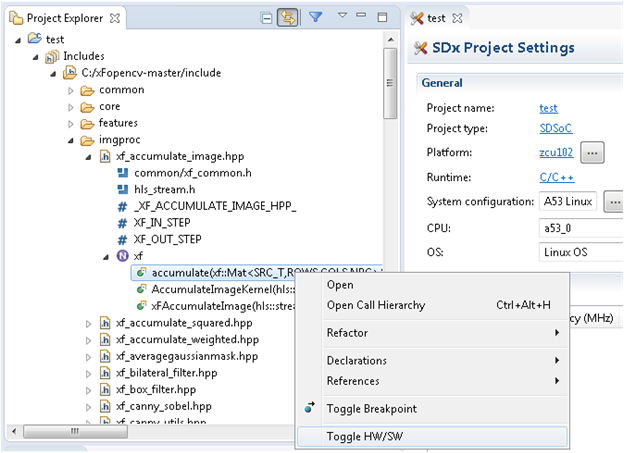 Project Explorer
test
Includes
C:/xFopencv-master/include
common
core
features
imgproc
xf_accumulate_image.hpp
common/xf_common.h
hls_stream.h
_XF_ACCUMULATE_IMAGE_HPP_
XF_IN_STEP
XF_OUT_STEP
xf
accumulate(xf::Mat<SRC_T,ROWS,COLS,NPC>
AccumulateImageKernel(hls::
xFAccumulateImage(hls::stre
xf_accumulate_squared.hpp
xf_accumulate_weighted.hpp
xf_averagegaussianmask.hpp
xf_bilateral_filter.hpp
xf_box_filter.hpp
xf_canny_sobel.hpp
xf_canny_utils.hpp
test
SDx Project Settings
General
Project name: test
Project type: SDSoC
Platform: zcu102 ...
Runtime: C/C++
System configuration: A53 Linux ...
CPU: a53_0
OS: Linux OS
cy (MHz)
Open
Open Call Hierarchy Ctrl+Alt+H
Refactor
Declarations
References
Toggle Breakpoint
Toggle HW/SW